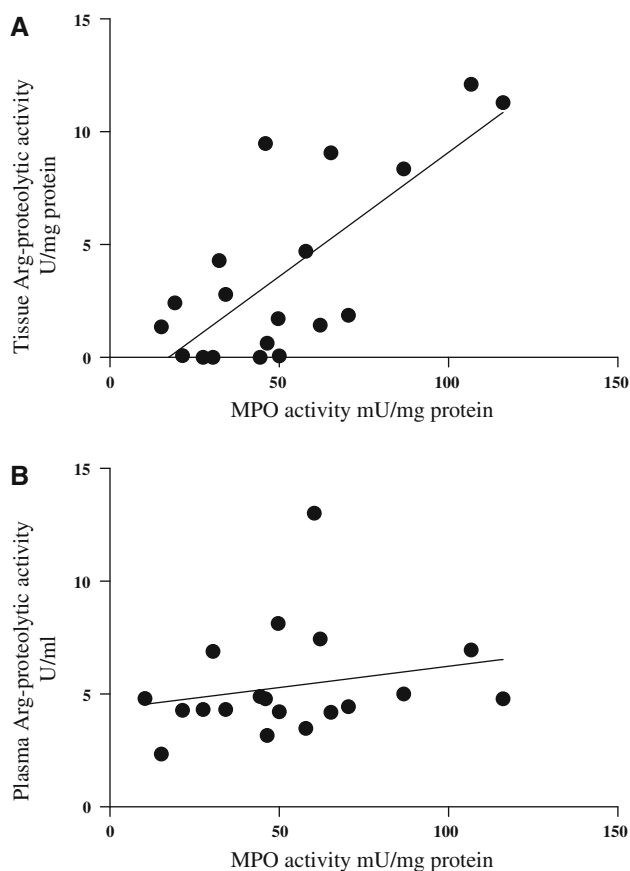 A
Tissue Arg-proteolytic activity
U/mg protein
15
10
5
0
0 50 100 150
MPO activity mU/mg protein
B
Plasma Arg-proteolytic activity
U/ml
15
10
5
0
0 50 100 150
MPO activity mU/mg protein